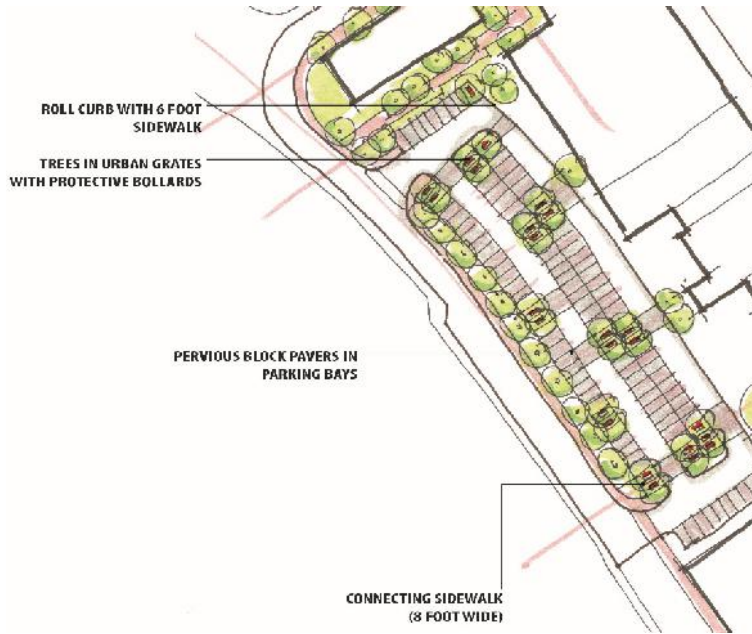 ROLL CURB WITH 6 FOOT
SIDEWALK
TREES IN URBAN GRATES
WITH PROTECTIVE BOLLARDS
PERVIOUS BLOCK PAVERS IN
PARKING BAYS
CONNECTING SIDEWALK
(8 FOOT WIDE)